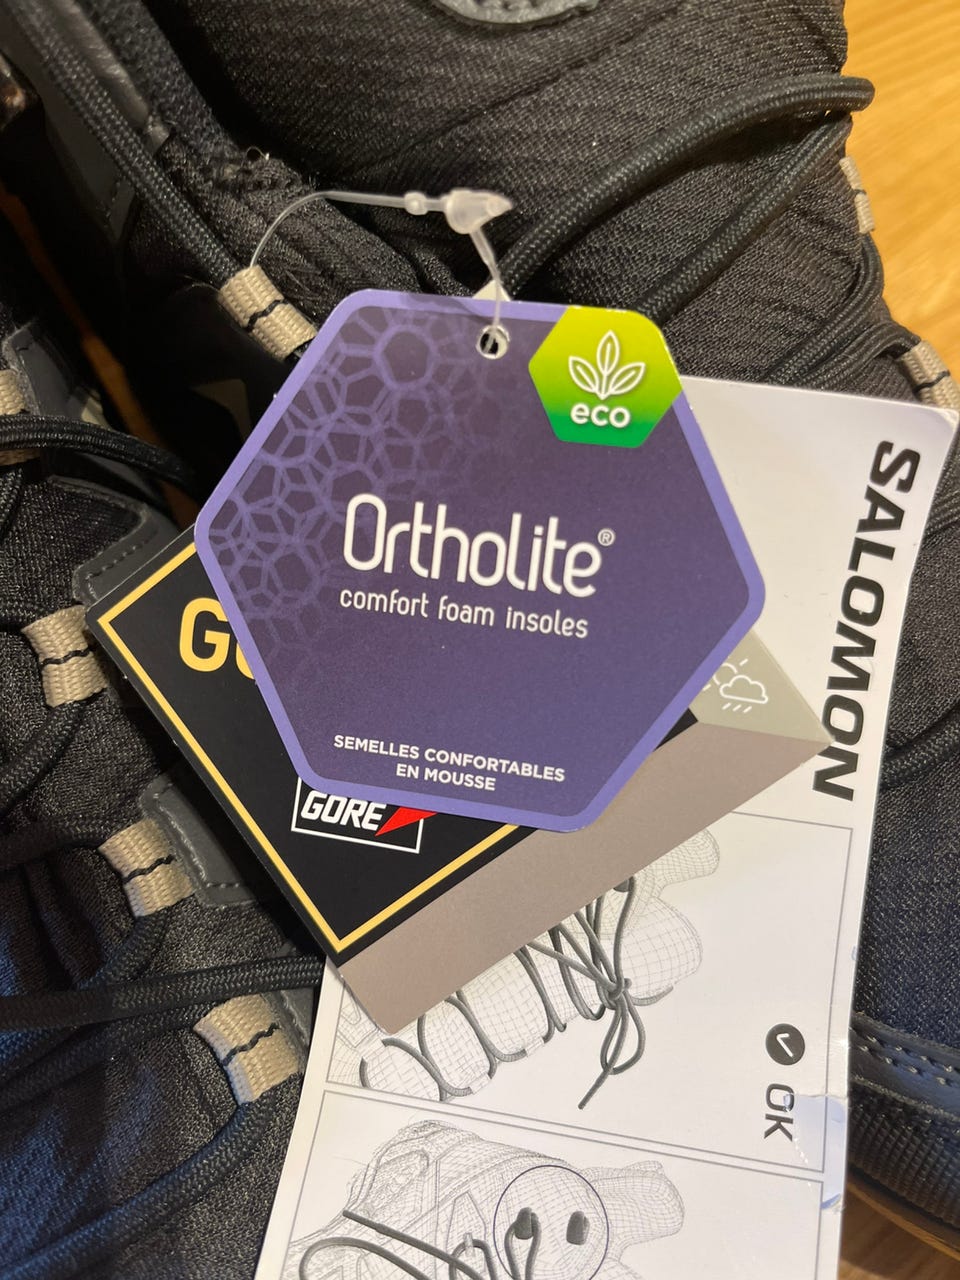 eco
Ortholite®
comfort foam insoles
SEMELLES CONFORTABLES
EN MOUSSE
GORE
SALOMON
OK